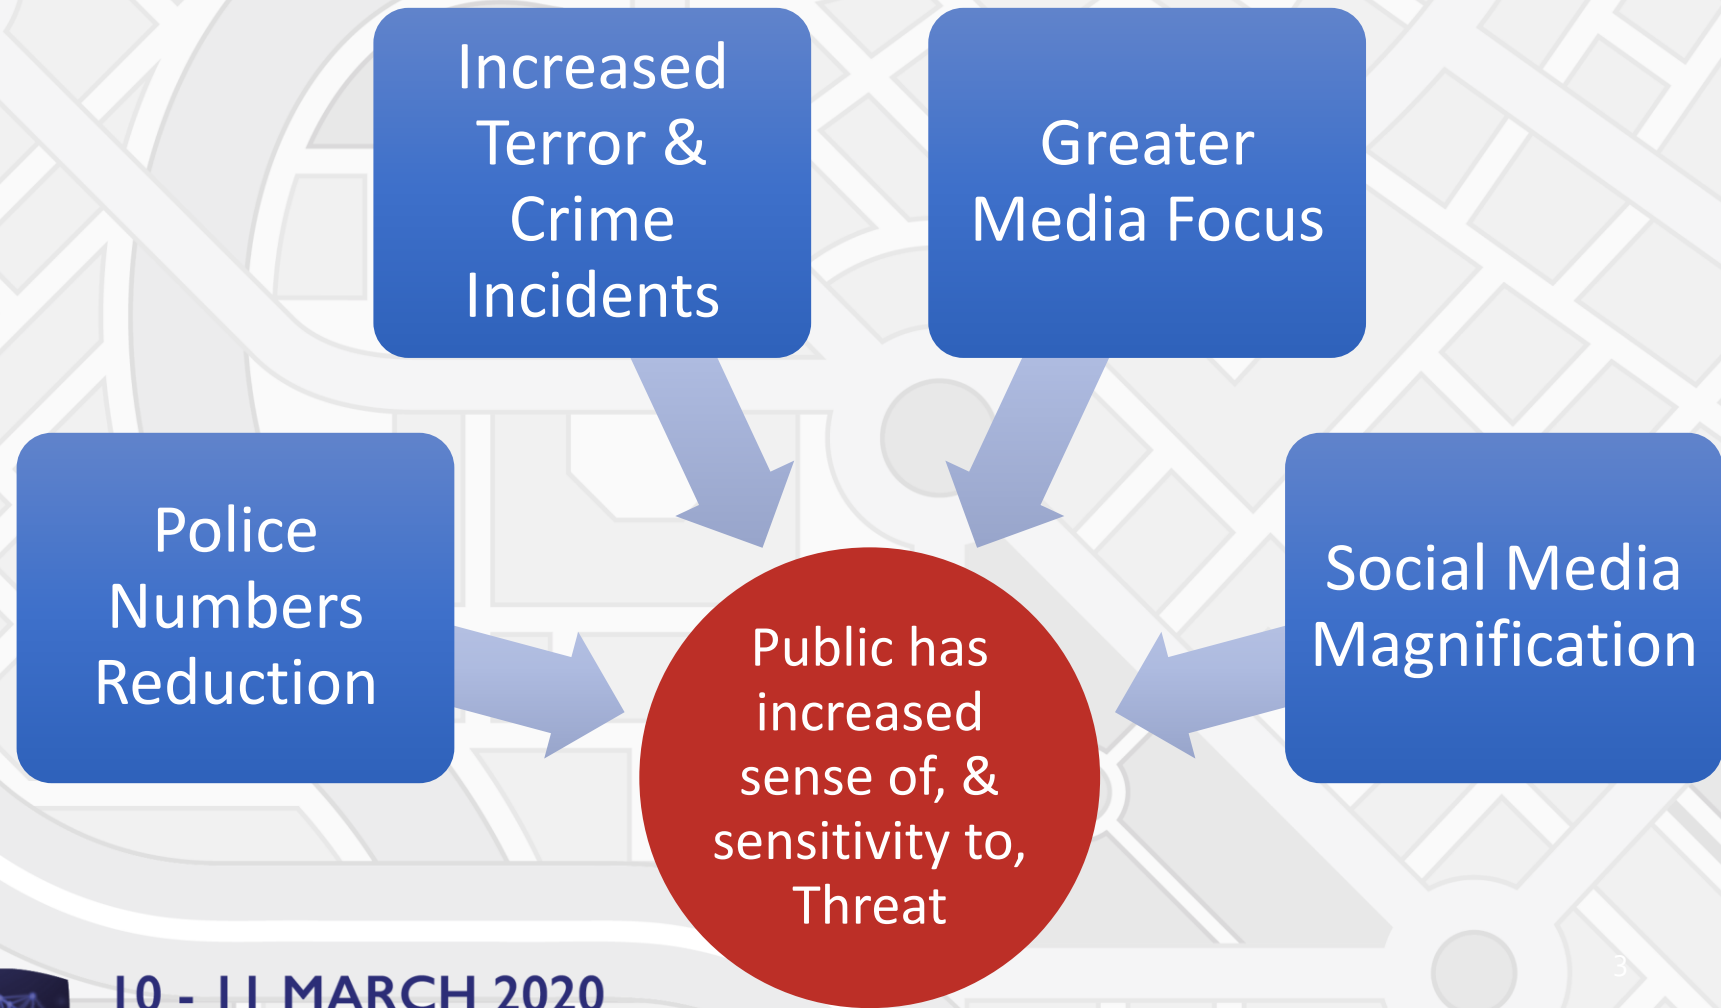 Increased
Terror &
Crime
Incidents
Greater
Media Focus
Police
Numbers
Reduction
Social Media
Magnification
Public has
increased
sense of, &
sensitivity to,
Threat
3
10 - 11 MARCH 2020